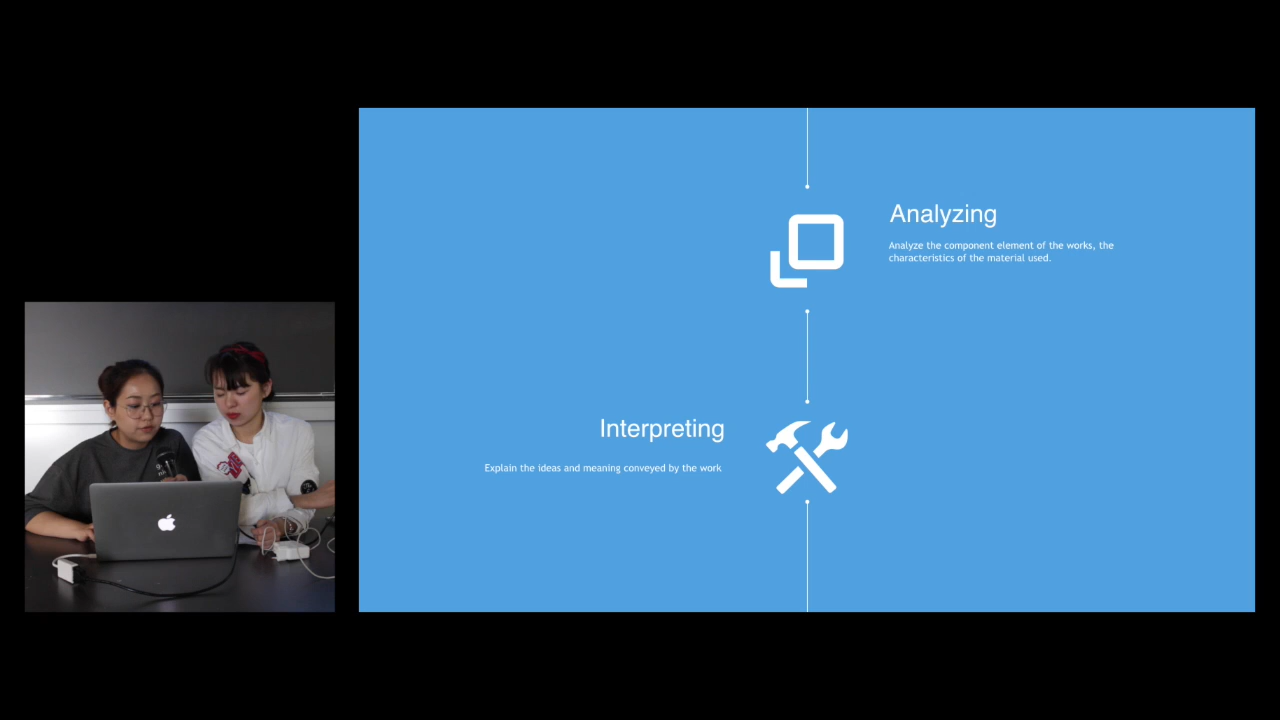 Analyzing
Analyze the component element of the works, the
characteristics of the material used.
Interpreting
Explain the ideas and meaning conveyed by the work